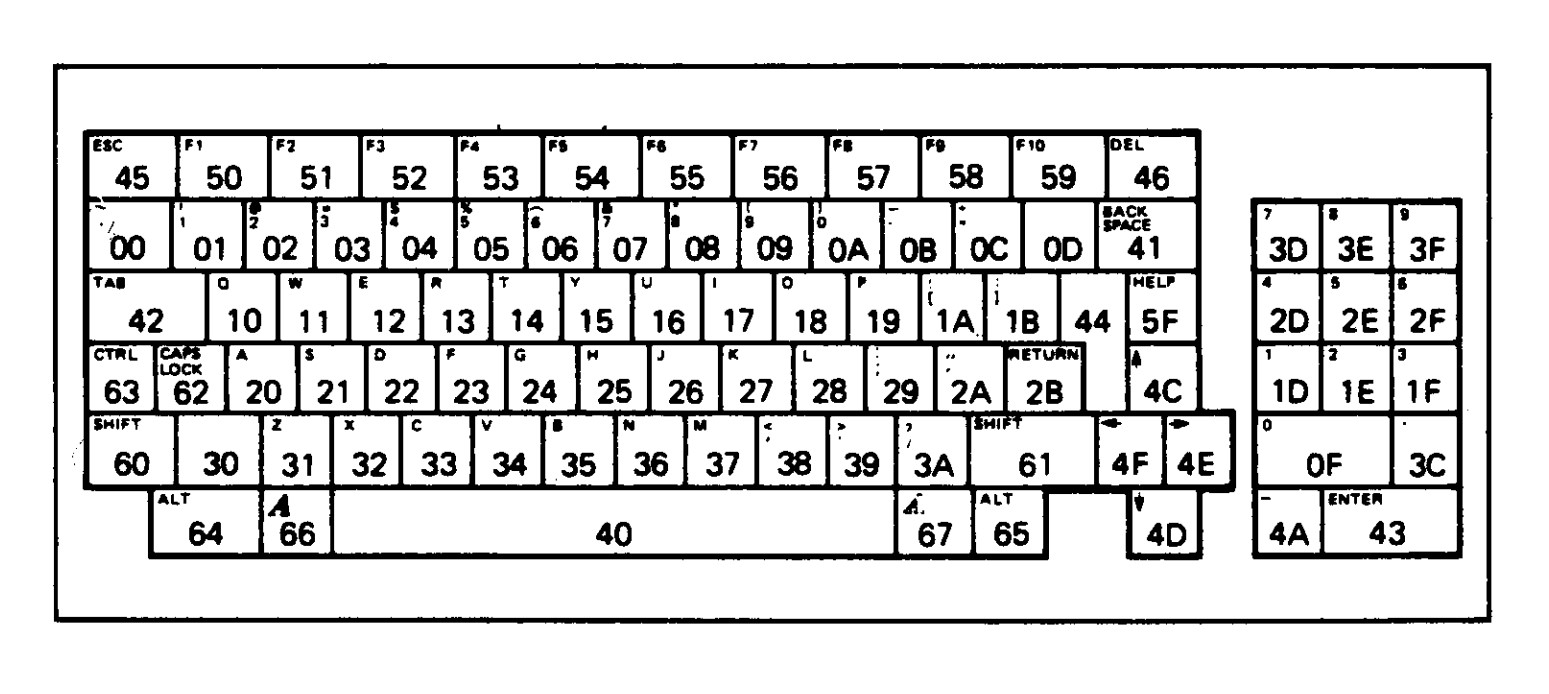 ESC F1 F2 F3 F4 F5 F6 F7 F8 F9 F10 DEL
45 50 51 52 53 54 55 56 57 58 59 46
! @ $ % & * ( ) BACK
1 2 3 4 5 6 7 8 9 0 SPACE
00 01 02 03 04 05 06 07 08 09 0A 0B 0C 0D 41
7 8 9
3D 3E 3F
TAB Q W E R T Y U I O P HELP
42 10 11 12 13 14 15 16 17 18 19 1A 1B 44 5F
4 5 6
2D 2E 2F
CTRL CAPS LOCK A S D F G H J K L RETURN
63 62 20 21 22 23 24 25 26 27 28 29 2A 2B 4C
1 2 3
1D 1E 1F
SHIFT Z X C V B N M < > ? SHIFT
, . /
60 30 31 32 33 34 35 36 37 38 39 3A 61 4F 4E
0 .
0F 3C
ALT A A ALT
64 66 40 67 65 4D
- ENTER
4A 43